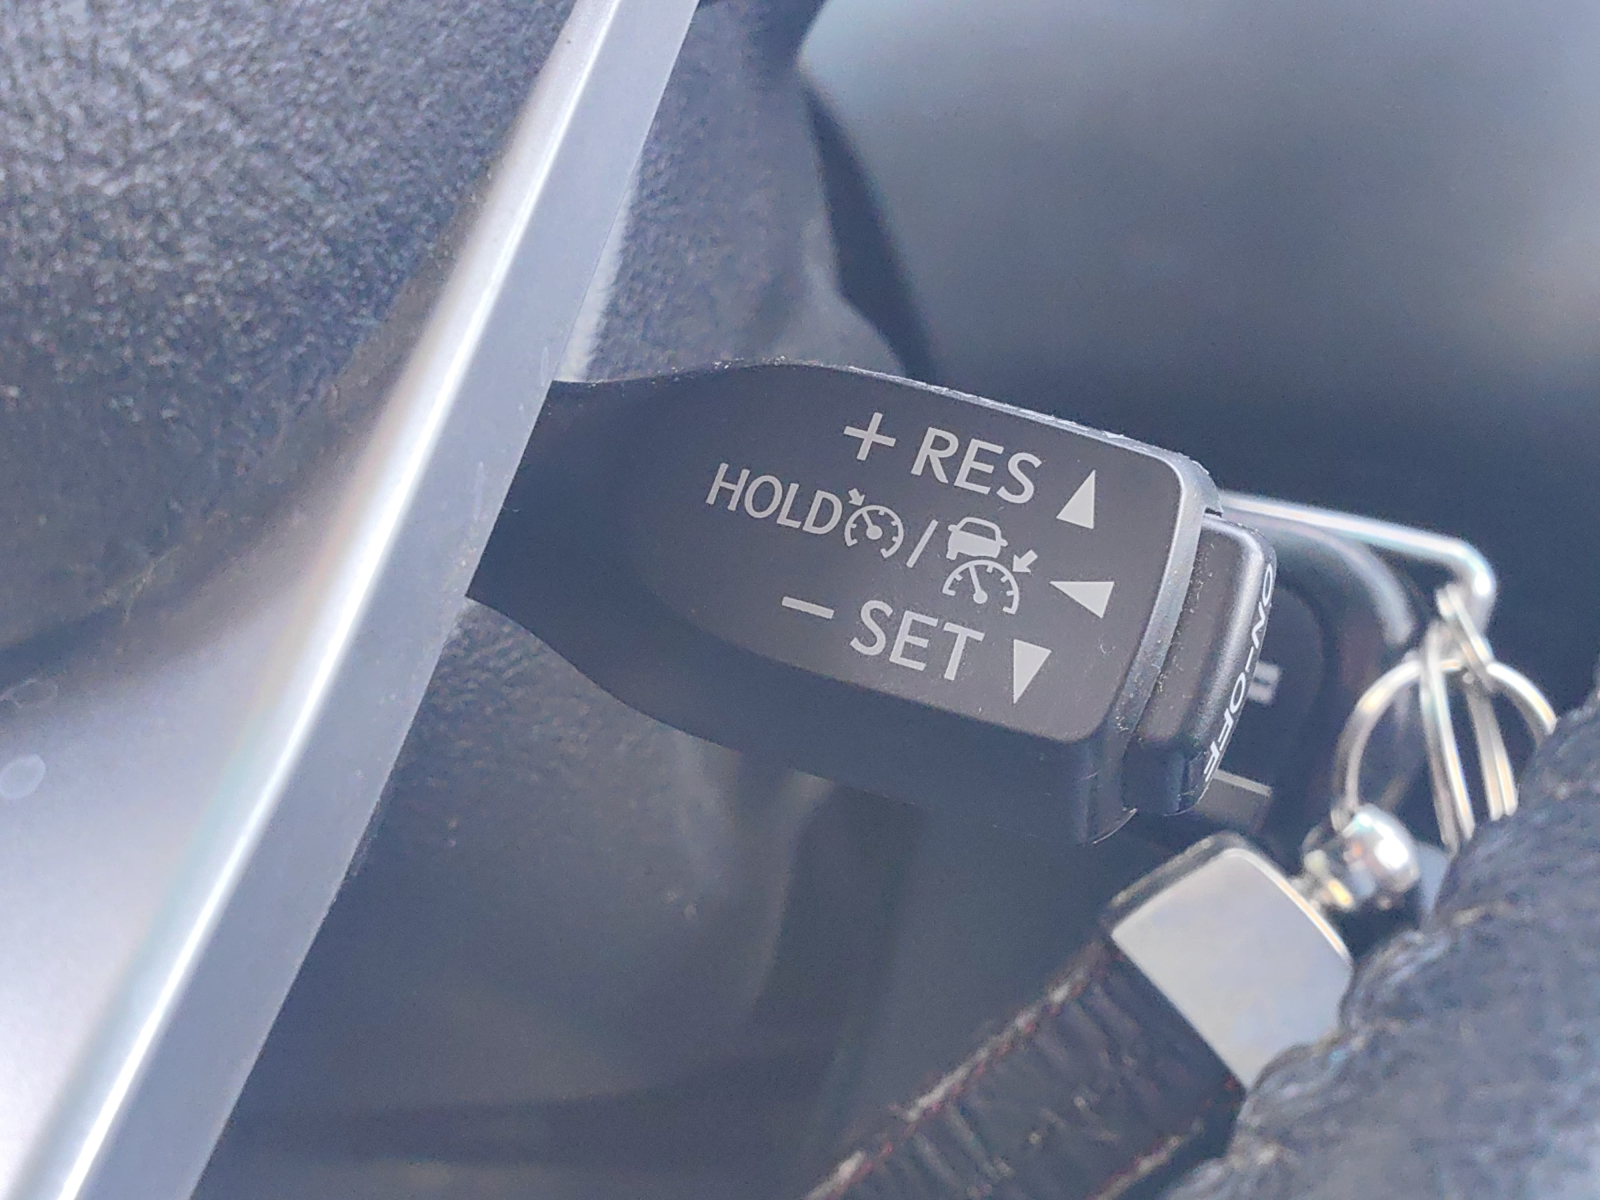 + RES
HOLD /
− SET
ON·OFF